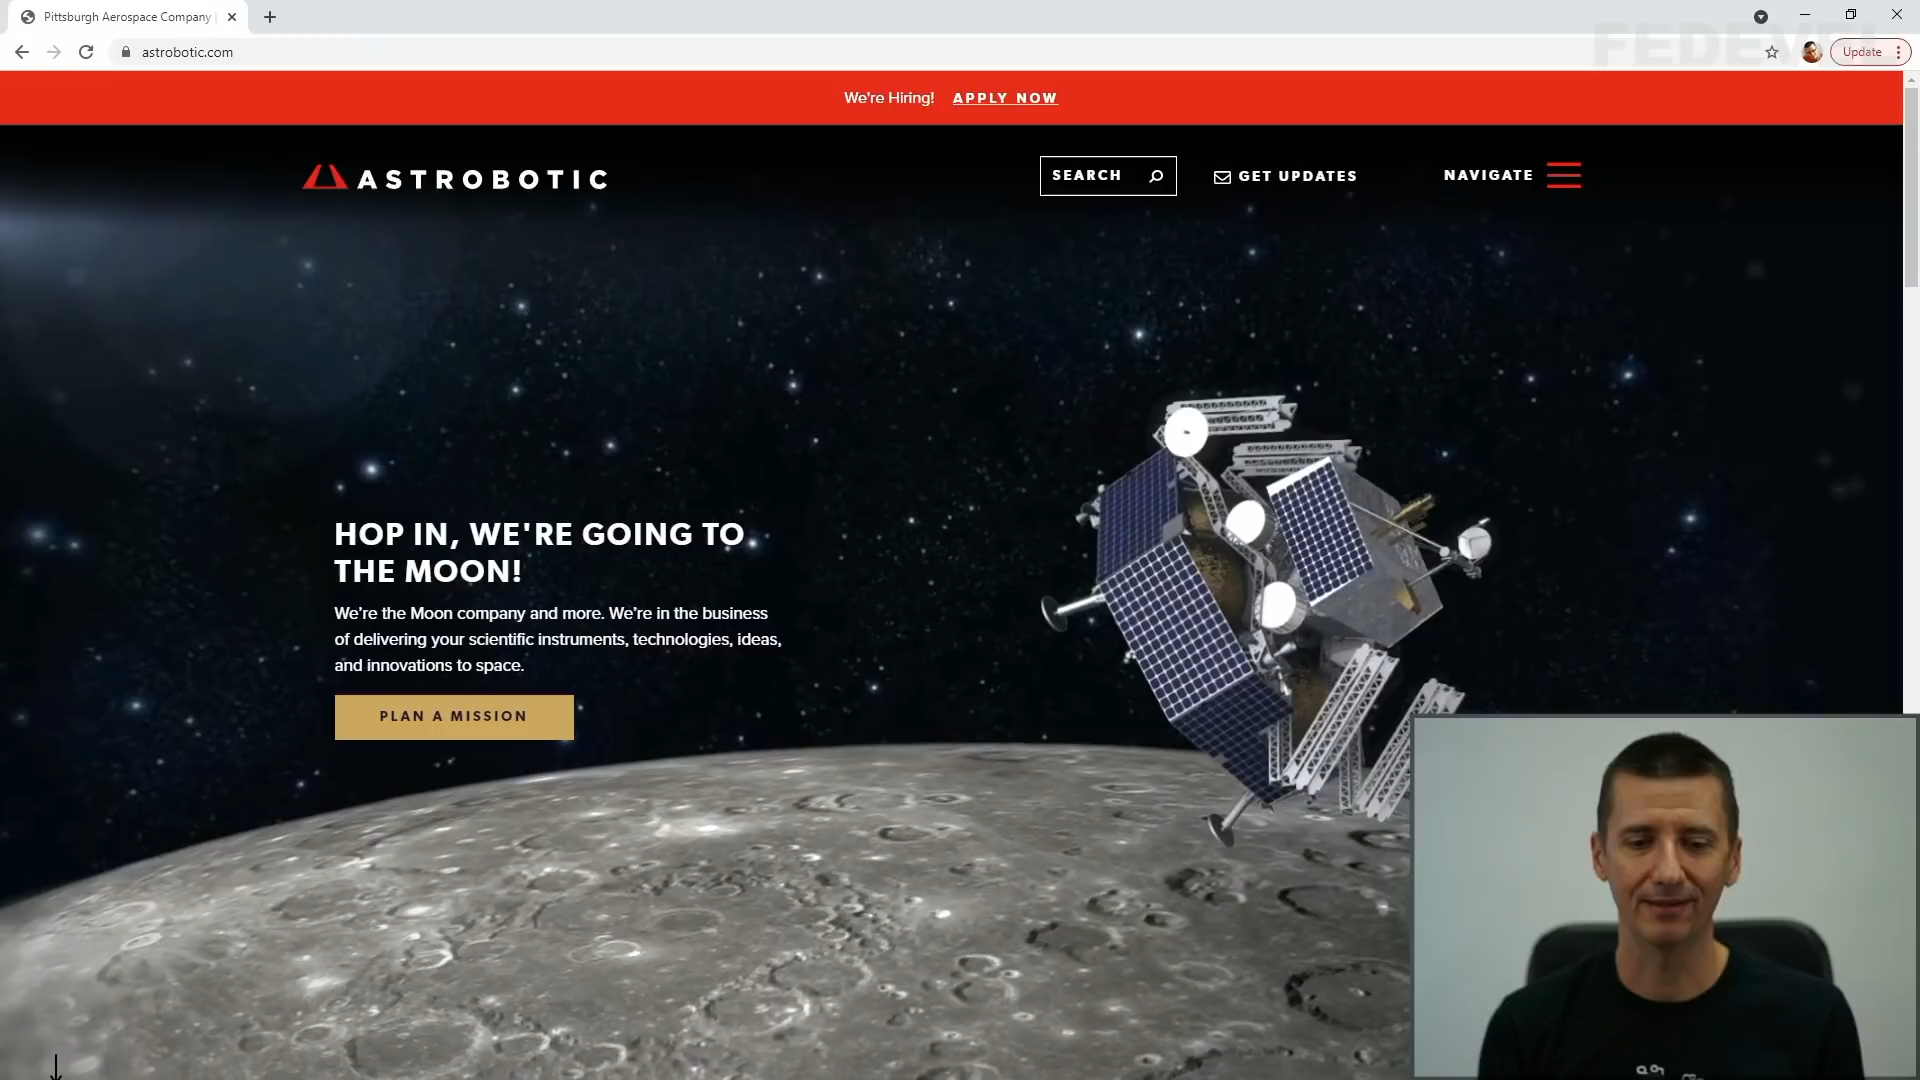 Pittsburgh Aerospace Company |
astrobotic.com
Update
We're Hiring! APPLY NOW
ASTROBOTIC
SEARCH
GET UPDATES
NAVIGATE
HOP IN, WE'RE GOING TO
THE MOON!
We're the Moon company and more. We're in the business
of delivering your scientific instruments, technologies, ideas,
and innovations to space.
PLAN A MISSION